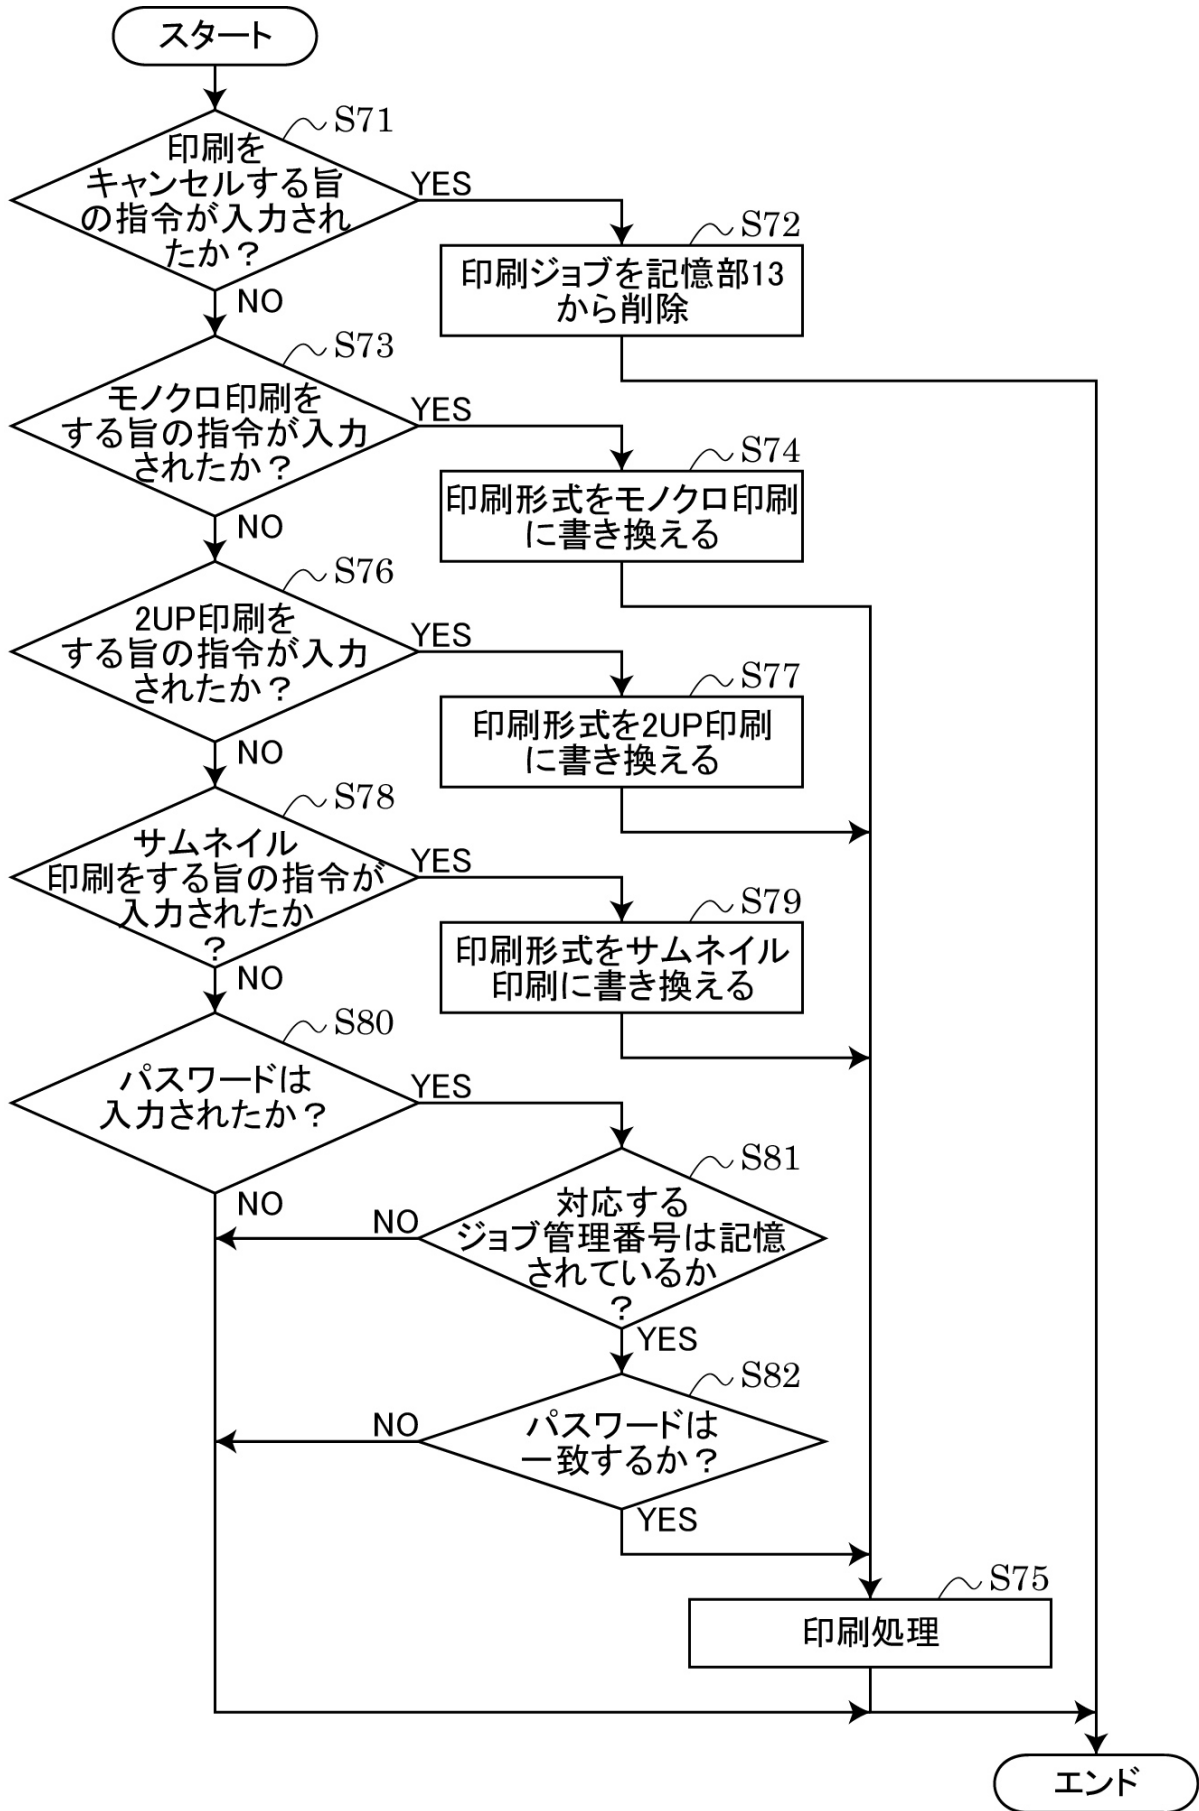 スタート
S71
印刷を
キャンセルする旨
の指令が入力され
たか？
YES
NO
S72
印刷ジョブを記憶部13
から削除
S73
モノクロ印刷を
する旨の指令が入力
されたか？
YES
NO
S74
印刷形式をモノクロ印刷
に書き換える
S76
2UP印刷を
する旨の指令が入力
されたか？
YES
NO
S77
印刷形式を2UP印刷
に書き換える
S78
サムネイル
印刷をする旨の指令が
入力されたか
？
YES
NO
S79
印刷形式をサムネイル
印刷に書き換える
S80
パスワードは
入力されたか？
YES
NO
S81
対応する
ジョブ管理番号は記憶
されているか
？
NO
YES
S82
パスワードは
一致するか？
NO
YES
S75
印刷処理
エンド